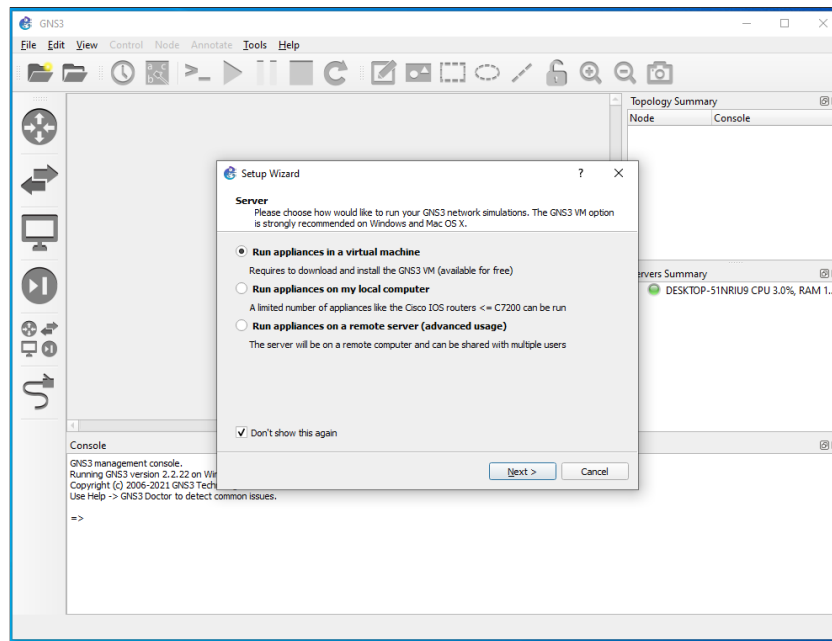 GNS3
File Edit View Control Node Annotate Tools Help
Topology Summary
Node Console
Setup Wizard
Server
Please choose how would like to run your GNS3 network simulations. The GNS3 VM option
is strongly recommended on Windows and Mac OS X.
Run appliances in a virtual machine
Requires to download and install the GNS3 VM (available for free)
Run appliances on my local computer
A limited number of appliances like the Cisco IOS routers <= C7200 can be run
Run appliances on a remote server (advanced usage)
The server will be on a remote computer and can be shared with multiple users
Don't show this again
Next > Cancel
ervers Summary
DESKTOP-51NRIU9 CPU 3.0%, RAM 1..
Console
GNS3 management console.
Running GNS3 version 2.2.22 on Wi
Copyright (c) 2006-2021 GNS3 Tech
Use Help -> GNS3 Doctor to detect common issues.
=>